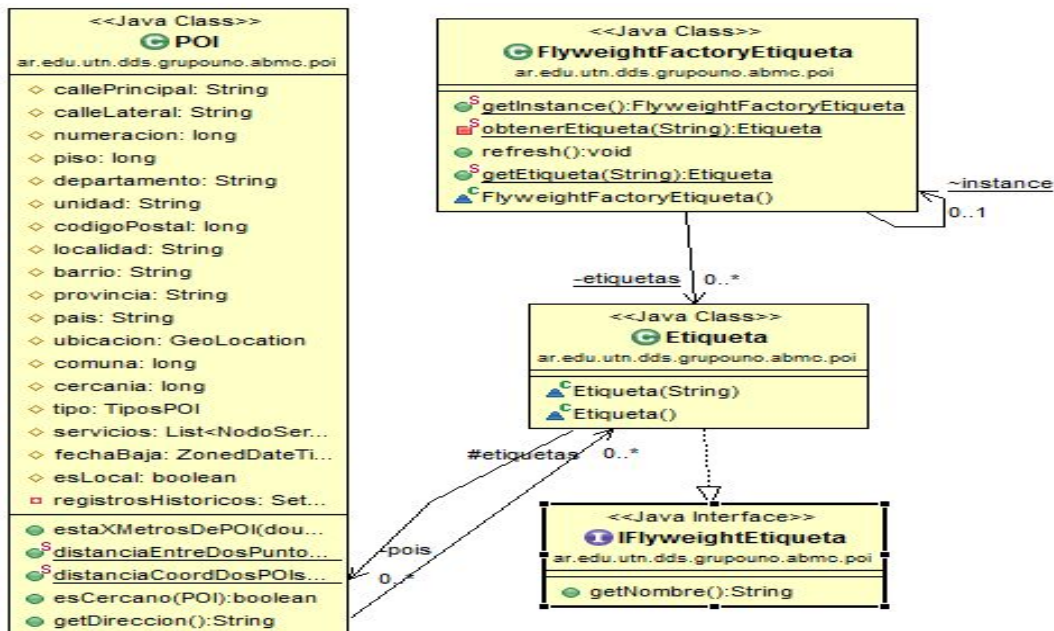 <<Java Class>>
POI
ar.edu.utn.dds.grupouno.abmc.poi
callePrincipal: String
calleLateral: String
numeracion: long
piso: long
departamento: String
unidad: String
codigoPostal: long
localidad: String
barrio: String
provincia: String
pais: String
ubicacion: GeoLocation
comuna: long
cercania: long
tipo: TiposPOI
servicios: List<NodoSer...
fechaBaja: ZonedDateTi...
esLocal: boolean
registrosHistoricos: Set...
estaXMetrosDePOI(dou...
distanciaEntreDosPunto...
distanciaCoordDosPOIs...
esCercano(POI):boolean
getDireccion():String
<<Java Class>>
FlyweightFactoryEtiqueta
ar.edu.utn.dds.grupouno.abmc.poi
getInstance():FlyweightFactoryEtiqueta
obtenerEtiqueta(String):Etiqueta
refresh():void
getEtiqueta(String):Etiqueta
FlyweightFactoryEtiqueta()
~instance
0..1
-etiquetas
0..*
<<Java Class>>
Etiqueta
ar.edu.utn.dds.grupouno.abmc.poi
Etiqueta(String)
Etiqueta()
#etiquetas
0..*
-pois
0..*
<<Java Interface>>
IFlyweightEtiqueta
ar.edu.utn.dds.grupouno.abmc.poi
getNombre():String